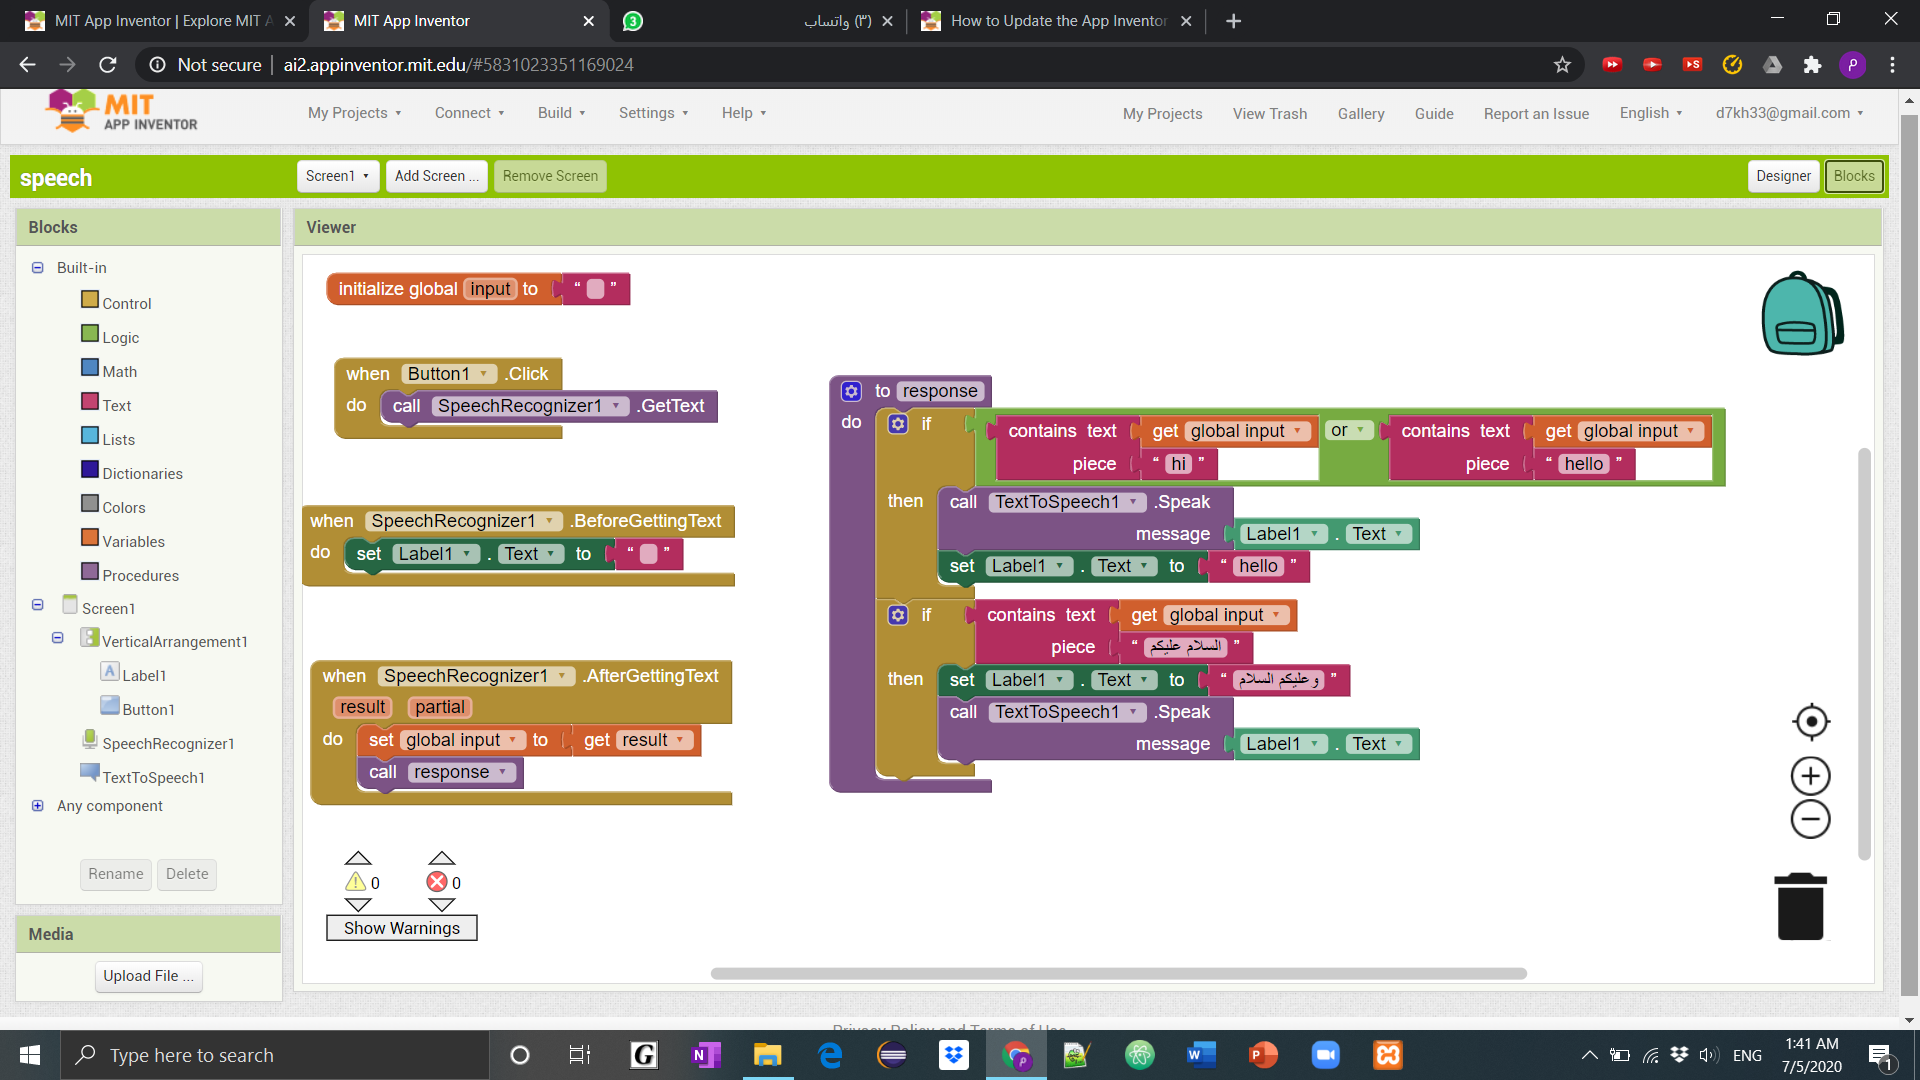 MIT App Inventor | Explore MIT A
MIT App Inventor
3
(٣) واتساب
How to Update the App Inventor
Not secure | ai2.appinventor.mit.edu/#5831023351169024
S
P
MIT
APP INVENTOR
My Projects
Connect
Build
Settings
Help
My Projects
View Trash
Gallery
Guide
Report an Issue
English
d7kh33@gmail.com
speech
Screen1
Add Screen ...
Remove Screen
Designer
Blocks
Blocks
Built-in
Control
Logic
Math
Text
Lists
Dictionaries
Colors
Variables
Procedures
Screen1
VerticalArrangement1
A Label1
Button1
SpeechRecognizer1
TextToSpeech1
Any component
Rename
Delete
Media
Upload File ...
Viewer
initialize global input to “ ”
when Button1 .Click
do call SpeechRecognizer1 .GetText
when SpeechRecognizer1 .BeforeGettingText
do set Label1 . Text to “ ”
when SpeechRecognizer1 .AfterGettingText
result partial
do set global input to get result
call response
to response
do if contains text get global input or contains text get global input
piece “ hi ” piece “ hello ”
then call TextToSpeech1 .Speak
message Label1 . Text
set Label1 . Text to “ hello ”
if contains text get global input
piece “ السلام عليكم ”
then set Label1 . Text to “ وعليكم السلام ”
call TextToSpeech1 .Speak
message Label1 . Text
0
0
Show Warnings
Privacy Policy and Terms of Use
Type here to search
G
N
P
W
P
ENG
1:41 AM
7/5/2020
1